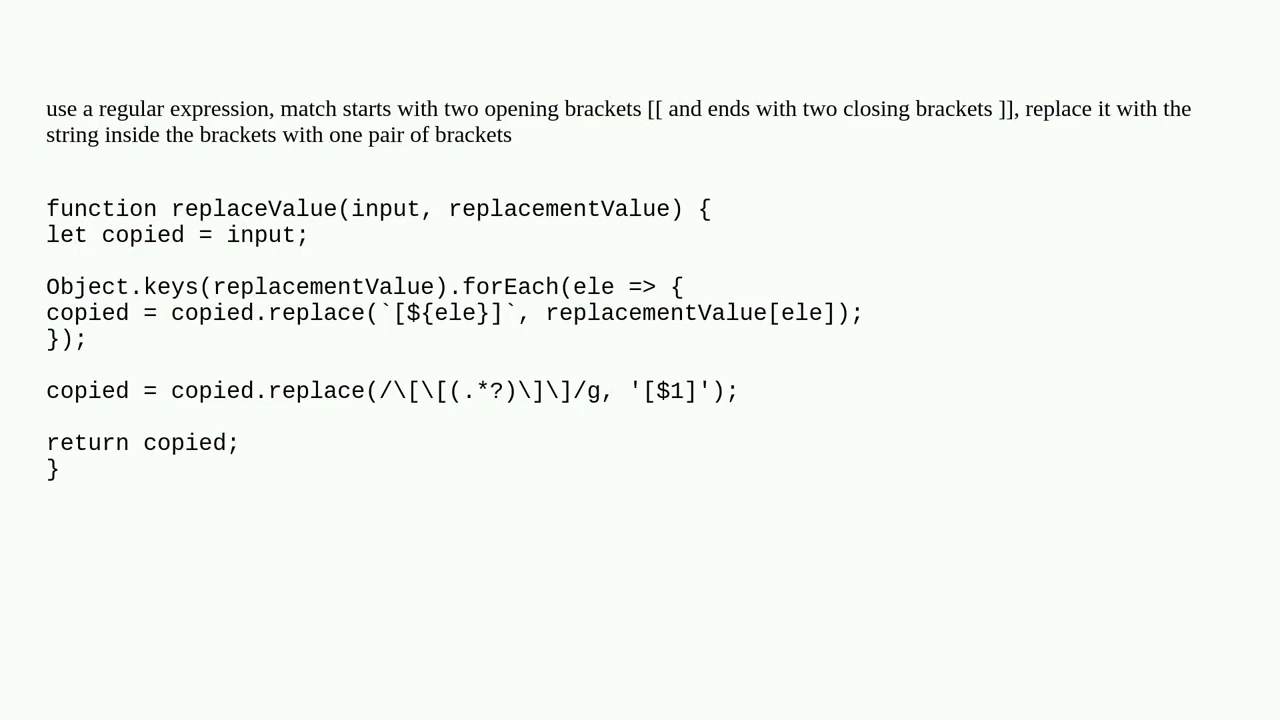 use a regular expression, match starts with two opening brackets [[ and ends with two closing brackets ]], replace it with the
string inside the brackets with one pair of brackets
function replaceValue(input, replacementValue) {
let copied = input;
Object.keys(replacementValue).forEach(ele => {
copied = copied.replace(`[${ele}]`, replacementValue[ele]);
});
copied = copied.replace(/\[\[(.*?)\]\]/g, '[$1]');
return copied;
}